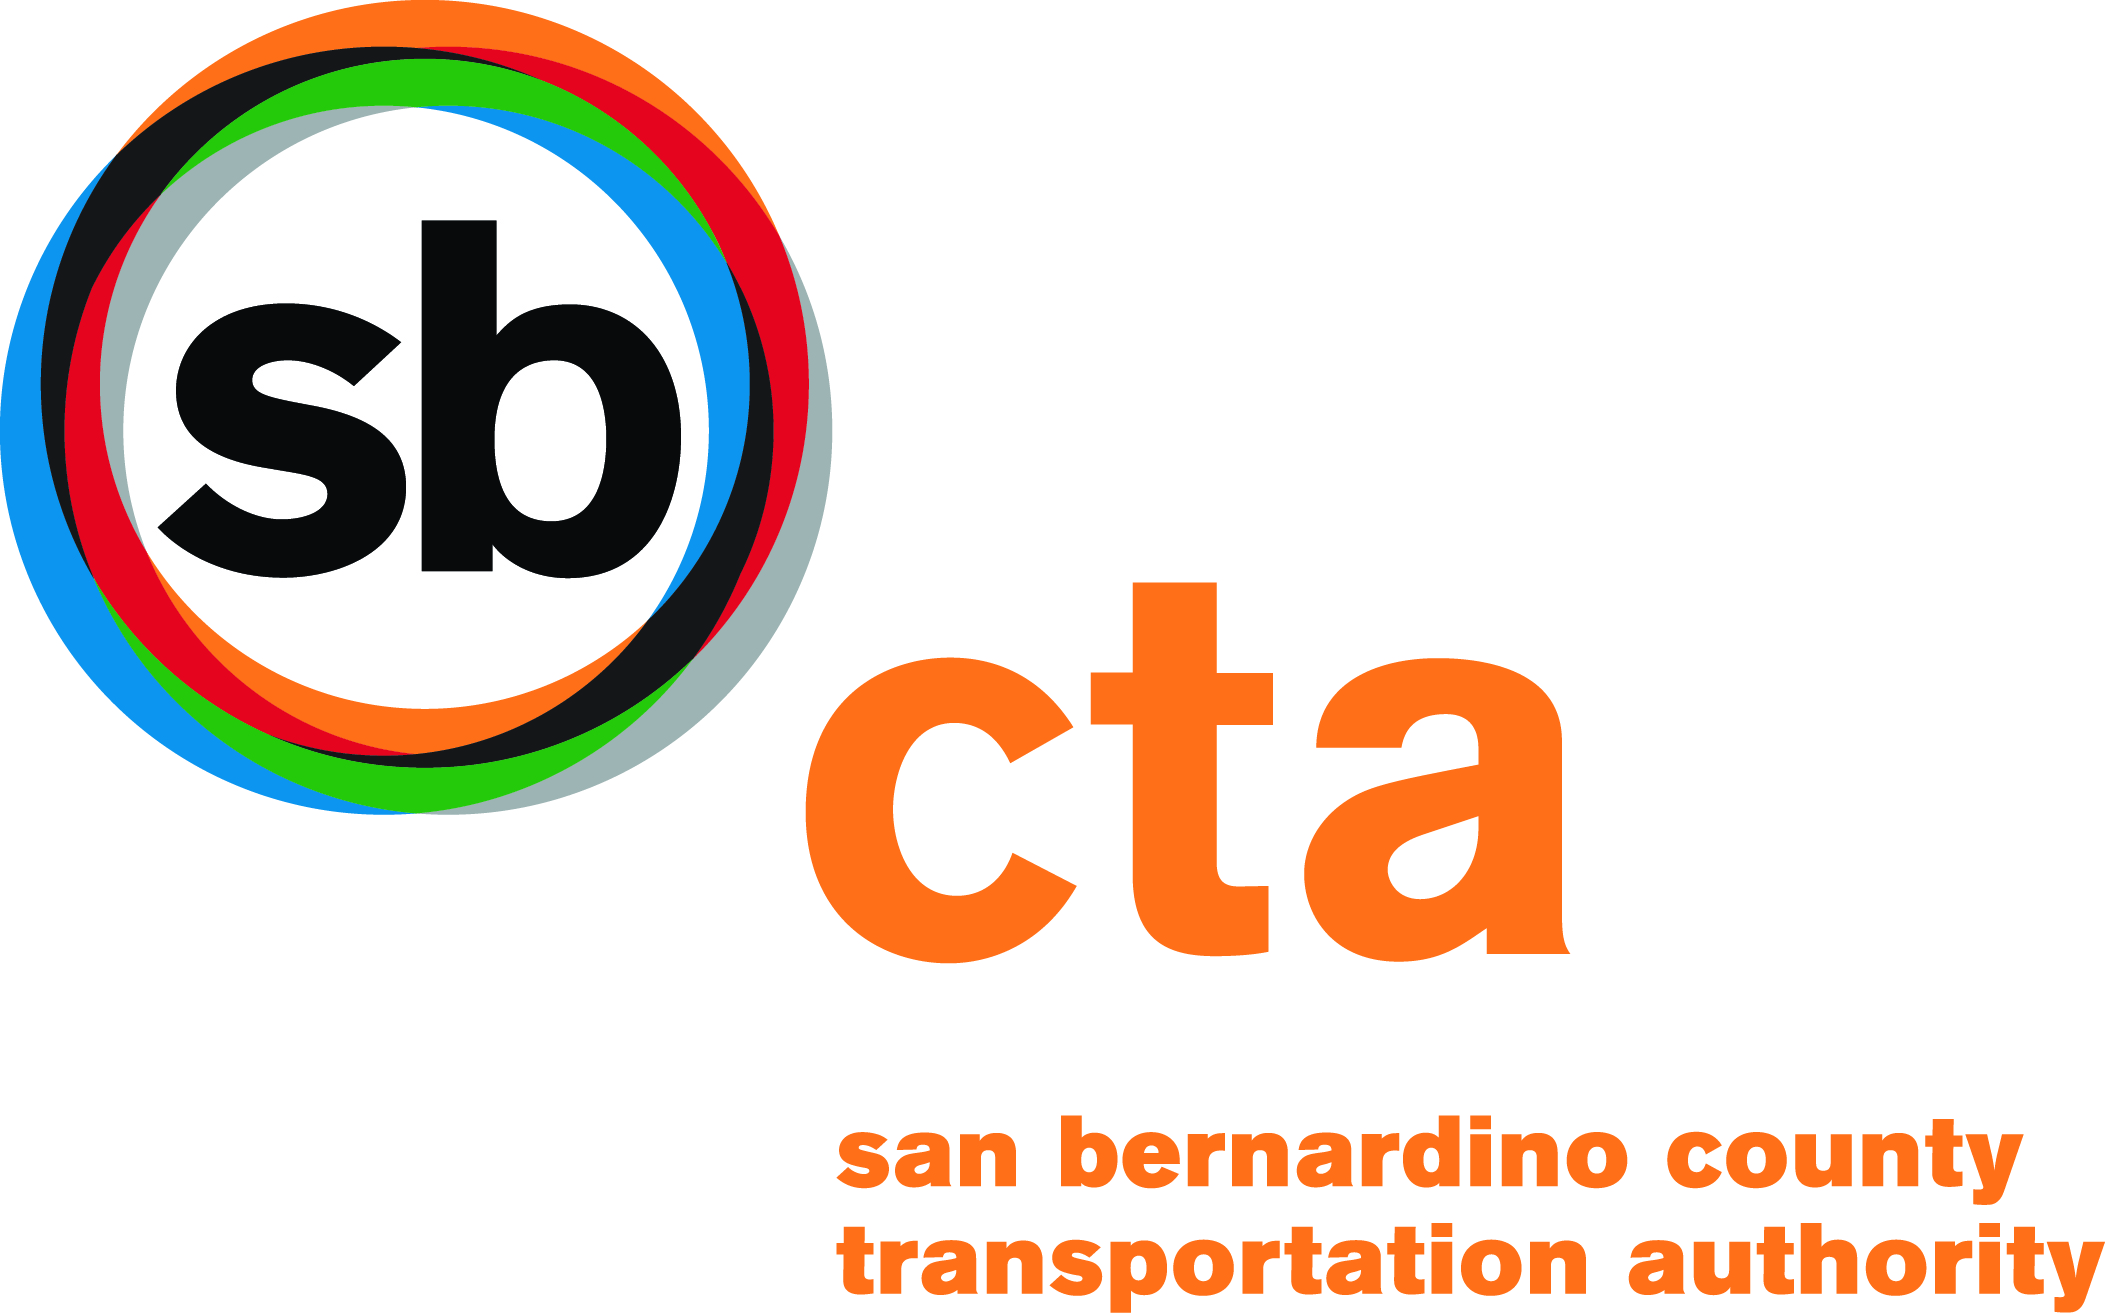 sb
cta
san bernardino county
transportation authority